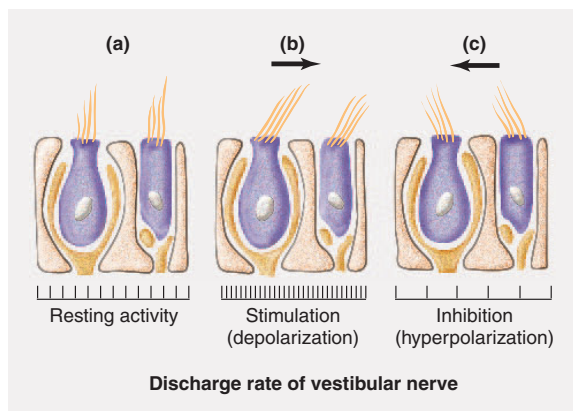 (a)
(b)
(c)
Resting activity
Stimulation
(depolarization)
Inhibition
(hyperpolarization)
Discharge rate of vestibular nerve